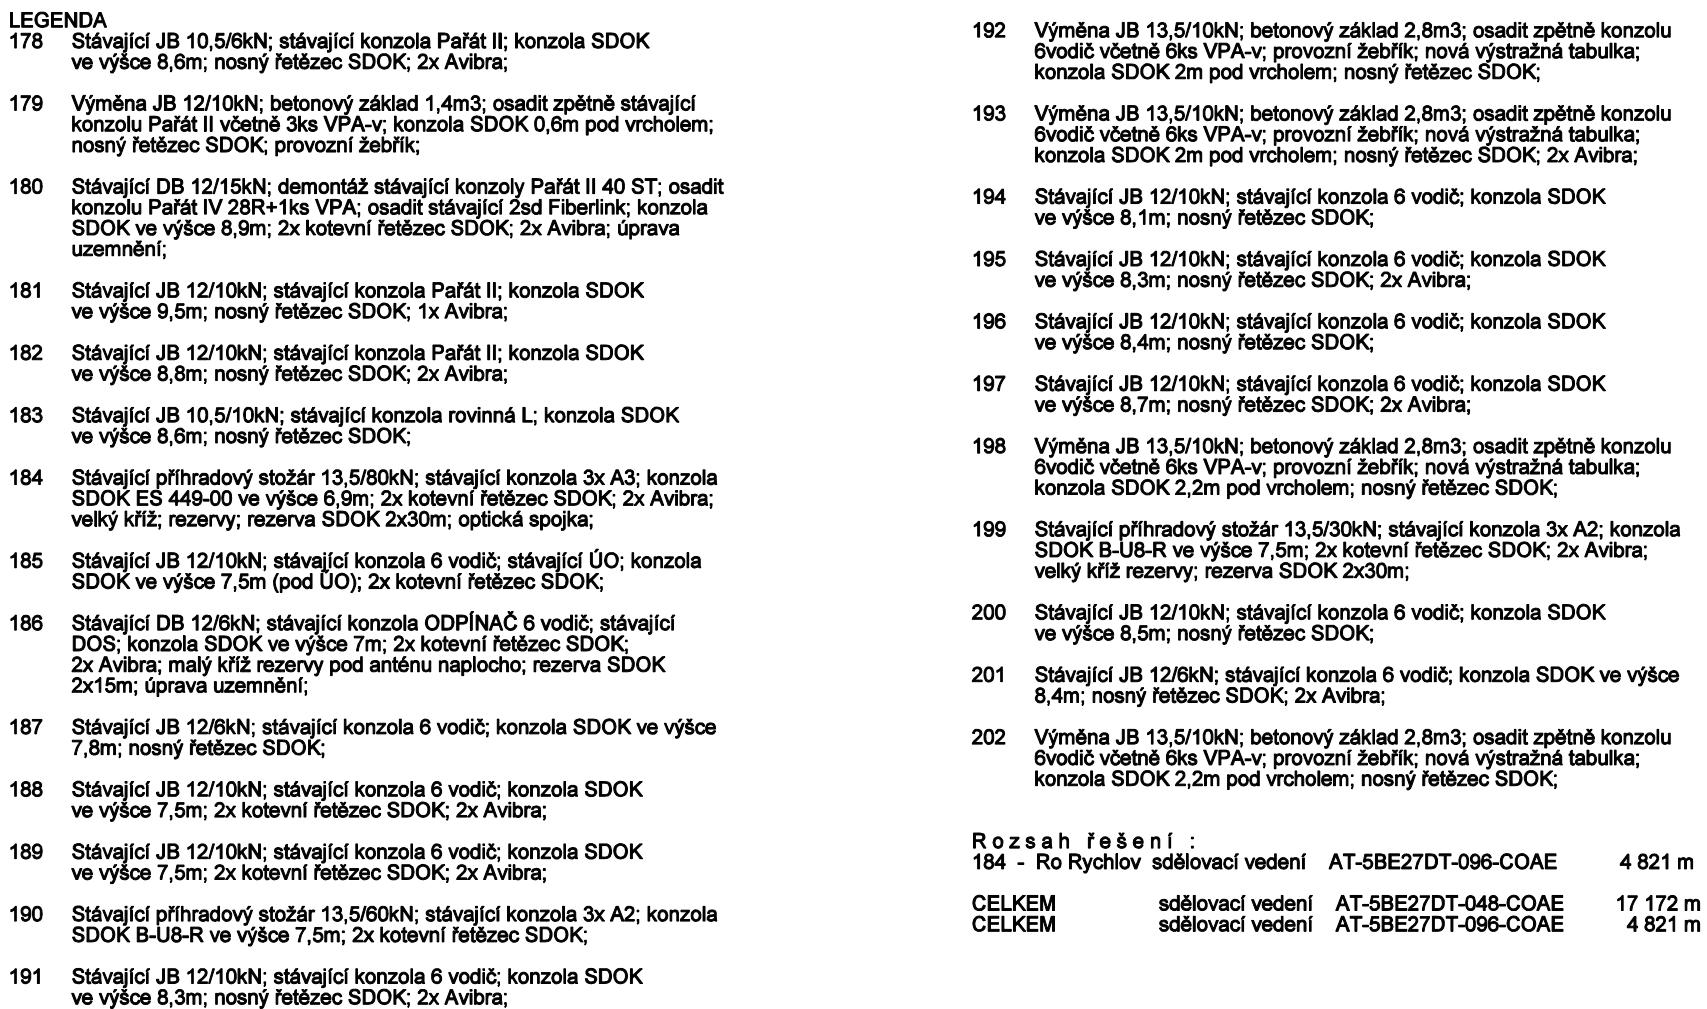 LEGENDA
178 Stávající JB 10,5/6kN; stávající konzola Pařát II; konzola SDOK
ve výšce 8,6m; nosný řetězec SDOK; 2x Avibra;
179 Výměna JB 12/10kN; betonový základ 1,4m3; osadit zpětně stávající
konzolu Pařát II včetně 3ks VPA-v; konzola SDOK 0,6m pod vrcholem;
nosný řetězec SDOK; provozní žebřík;
180 Stávající DB 12/15kN; demontáž stávající konzoly Pařát II 40 ST; osadit
konzolu Pařát IV 28R+1ks VPA; osadit stávající 2sd Fiberlink; konzola
SDOK ve výšce 8,9m; 2x kotevní řetězec SDOK; 2x Avibra; úprava
uzemnění;
181 Stávající JB 12/10kN; stávající konzola Pařát II; konzola SDOK
ve výšce 9,5m; nosný řetězec SDOK; 1x Avibra;
182 Stávající JB 12/10kN; stávající konzola Pařát II; konzola SDOK
ve výšce 8,8m; nosný řetězec SDOK; 2x Avibra;
183 Stávající JB 10,5/10kN; stávající konzola rovinná L; konzola SDOK
ve výšce 8,6m; nosný řetězec SDOK;
184 Stávající příhradový stožár 13,5/80kN; stávající konzola 3x A3; konzola
SDOK ES 449-00 ve výšce 6,9m; 2x kotevní řetězec SDOK; 2x Avibra;
velký kříž; rezervy; rezerva SDOK 2x30m; optická spojka;
185 Stávající JB 12/10kN; stávající konzola 6 vodič; stávající ÚO; konzola
SDOK ve výšce 7,5m (pod ÚO); 2x kotevní řetězec SDOK;
186 Stávající DB 12/6kN; stávající konzola ODPÍNAČ 6 vodič; stávající
DOS; konzola SDOK ve výšce 7m; 2x kotevní řetězec SDOK;
2x Avibra; malý kříž rezervy pod anténu naplocho; rezerva SDOK
2x15m; úprava uzemnění;
187 Stávající JB 12/6kN; stávající konzola 6 vodič; konzola SDOK ve výšce
7,8m; nosný řetězec SDOK;
188 Stávající JB 12/10kN; stávající konzola 6 vodič; konzola SDOK
ve výšce 7,5m; 2x kotevní řetězec SDOK; 2x Avibra;
189 Stávající JB 12/10kN; stávající konzola 6 vodič; konzola SDOK
ve výšce 7,5m; 2x kotevní řetězec SDOK; 2x Avibra;
190 Stávající příhradový stožár 13,5/60kN; stávající konzola 3x A2; konzola
SDOK B-U8-R ve výšce 7,5m; 2x kotevní řetězec SDOK;
191 Stávající JB 12/10kN; stávající konzola 6 vodič; konzola SDOK
ve výšce 8,3m; nosný řetězec SDOK; 2x Avibra;
192 Výměna JB 13,5/10kN; betonový základ 2,8m3; osadit zpětně konzolu
6vodič včetně 6ks VPA-v; provozní žebřík; nová výstražná tabulka;
konzola SDOK 2m pod vrcholem; nosný řetězec SDOK;
193 Výměna JB 13,5/10kN; betonový základ 2,8m3; osadit zpětně konzolu
6vodič včetně 6ks VPA-v; provozní žebřík; nová výstražná tabulka;
konzola SDOK 2m pod vrcholem; nosný řetězec SDOK; 2x Avibra;
194 Stávající JB 12/10kN; stávající konzola 6 vodič; konzola SDOK
ve výšce 8,1m; nosný řetězec SDOK;
195 Stávající JB 12/10kN; stávající konzola 6 vodič; konzola SDOK
ve výšce 8,3m; nosný řetězec SDOK; 2x Avibra;
196 Stávající JB 12/10kN; stávající konzola 6 vodič; konzola SDOK
ve výšce 8,4m; nosný řetězec SDOK;
197 Stávající JB 12/10kN; stávající konzola 6 vodič; konzola SDOK
ve výšce 8,7m; nosný řetězec SDOK; 2x Avibra;
198 Výměna JB 13,5/10kN; betonový základ 2,8m3; osadit zpětně konzolu
6vodič včetně 6ks VPA-v; provozní žebřík; nová výstražná tabulka;
konzola SDOK 2,2m pod vrcholem; nosný řetězec SDOK;
199 Stávající příhradový stožár 13,5/30kN; stávající konzola 3x A2; konzola
SDOK B-U8-R ve výšce 7,5m; 2x kotevní řetězec SDOK; 2x Avibra;
velký kříž rezervy; rezerva SDOK 2x30m;
200 Stávající JB 12/10kN; stávající konzola 6 vodič; konzola SDOK
ve výšce 8,5m; nosný řetězec SDOK;
201 Stávající JB 12/6kN; stávající konzola 6 vodič; konzola SDOK ve výšce
8,4m; nosný řetězec SDOK; 2x Avibra;
202 Výměna JB 13,5/10kN; betonový základ 2,8m3; osadit zpětně konzolu
6vodič včetně 6ks VPA-v; provozní žebřík; nová výstražná tabulka;
konzola SDOK 2,2m pod vrcholem; nosný řetězec SDOK;
Rozsah řešení :
184 - Ro Rychlov sdělovací vedení AT-5BE27DT-096-COAE 4 821 m
CELKEM sdělovací vedení AT-5BE27DT-048-COAE 17 172 m
CELKEM sdělovací vedení AT-5BE27DT-096-COAE 4 821 m